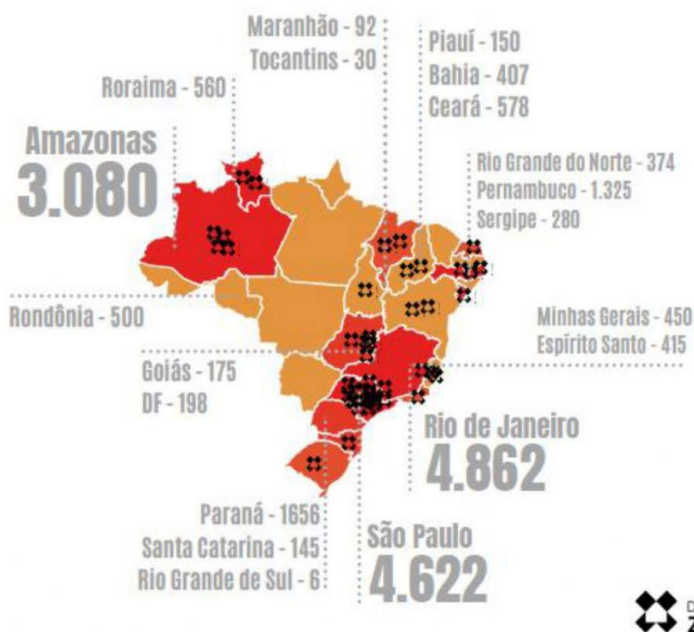 Maranhão - 92
Tocantins - 30
Piauí - 150
Bahia - 407
Ceará - 578
Roraima - 560
Amazonas
3.080
Rio Grande do Norte - 374
Pernambuco - 1.325
Sergipe - 280
Rondônia - 500
Minhas Gerais - 450
Espírito Santo - 415
Goiás - 175
DF - 198
Rio de Janeiro
4.862
Paraná - 1656
Santa Catarina - 145
Rio Grande de Sul - 6
São Paulo
4.622